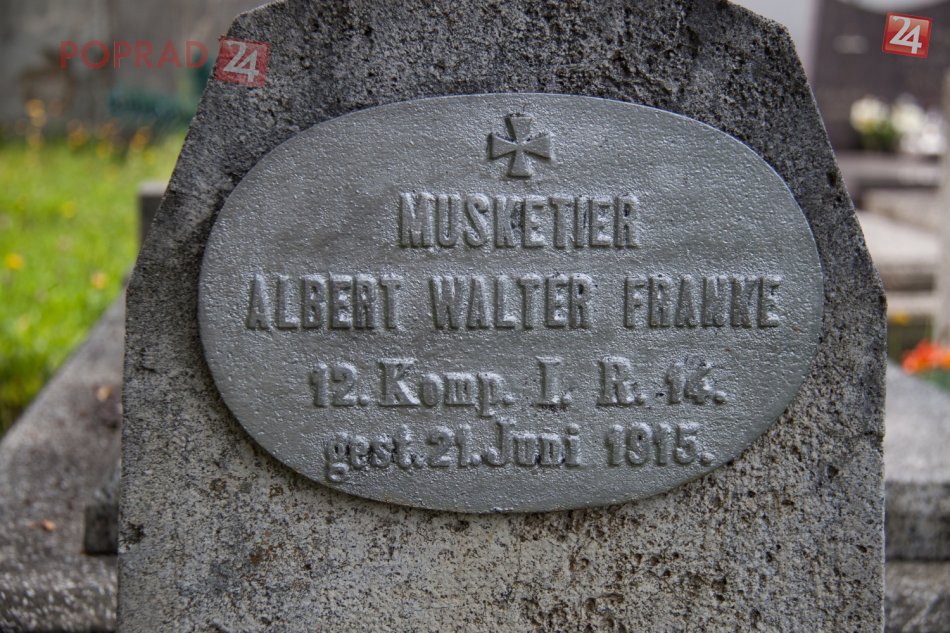 POPRAD 24
24
MUSKETIER
ALBERT WALTER FRANKE
12. Komp. I. R. 14.
gest. 21. Juni 1915.